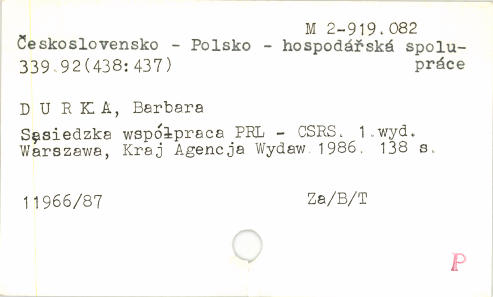 M 2-919.082
Československo - Polsko - hospodářská spolu-
339.92(438:437) práce
D U R K A, Barbara
Sąsiedzka współpraca PRL - CSRS. 1.wyd.
Warszawa, Kraj Agencja Wydaw 1986. 138 s.
11966/87 Za/B/T
P